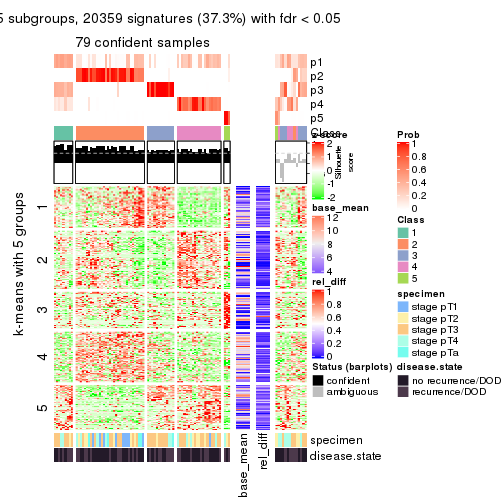 5 subgroups, 20359 signatures (37.3%) with fdr < 0.05
79 confident samples
p1
p2
p3
p4
p5
Class
Silhouette
score
k-means with 5 groups
1
2
3
4
5
z-score
2
1
0
-1
-2
base_mean
12
10
8
6
4
rel_diff
1
0.8
0.6
0.4
0.2
0
Status (barplots)
confident
ambiguous
Prob
1
0.8
0.6
0.4
0.2
0
Class
1
2
3
4
5
specimen
stage pT1
stage pT2
stage pT3
stage pT4
stage pTa
disease.state
no recurrence/DOD
recurrence/DOD
specimen
disease.state
base_mean
rel_diff